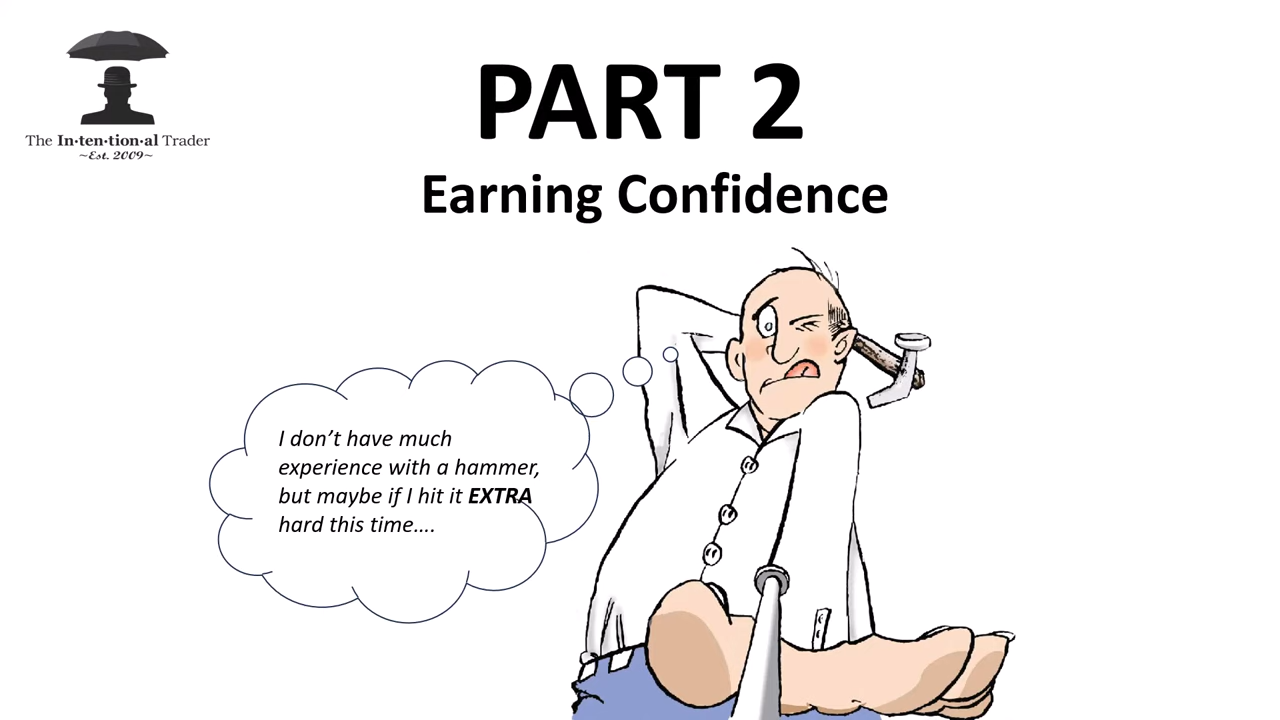 The In·ten·tion·al Trader
~Est. 2009~
PART 2
Earning Confidence
I don’t have much
experience with a hammer,
but maybe if I hit it EXTRA
hard this time….